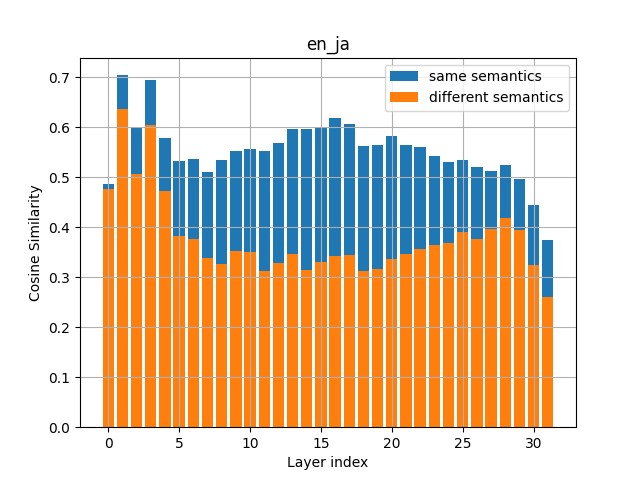 en_ja
same semantics
different semantics
Cosine Similarity
0.7
0.6
0.5
0.4
0.3
0.2
0.1
0.0
0 5 10 15 20 25 30
Layer index